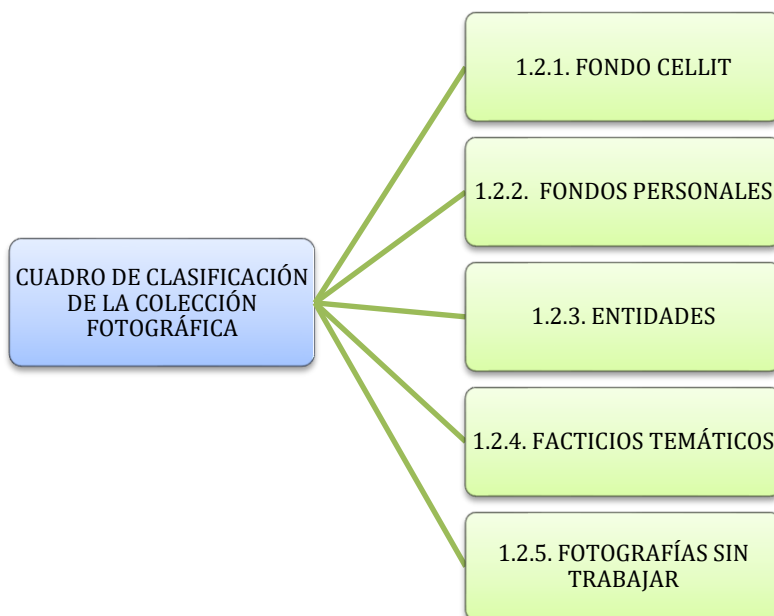 CUADRO DE CLASIFICACIÓN
DE LA COLECCIÓN
FOTOGRÁFICA
1.2.1. FONDO CELLIT
1.2.2. FONDOS PERSONALES
1.2.3. ENTIDADES
1.2.4. FACTICIOS TEMÁTICOS
1.2.5. FOTOGRAFÍAS SIN
TRABAJAR